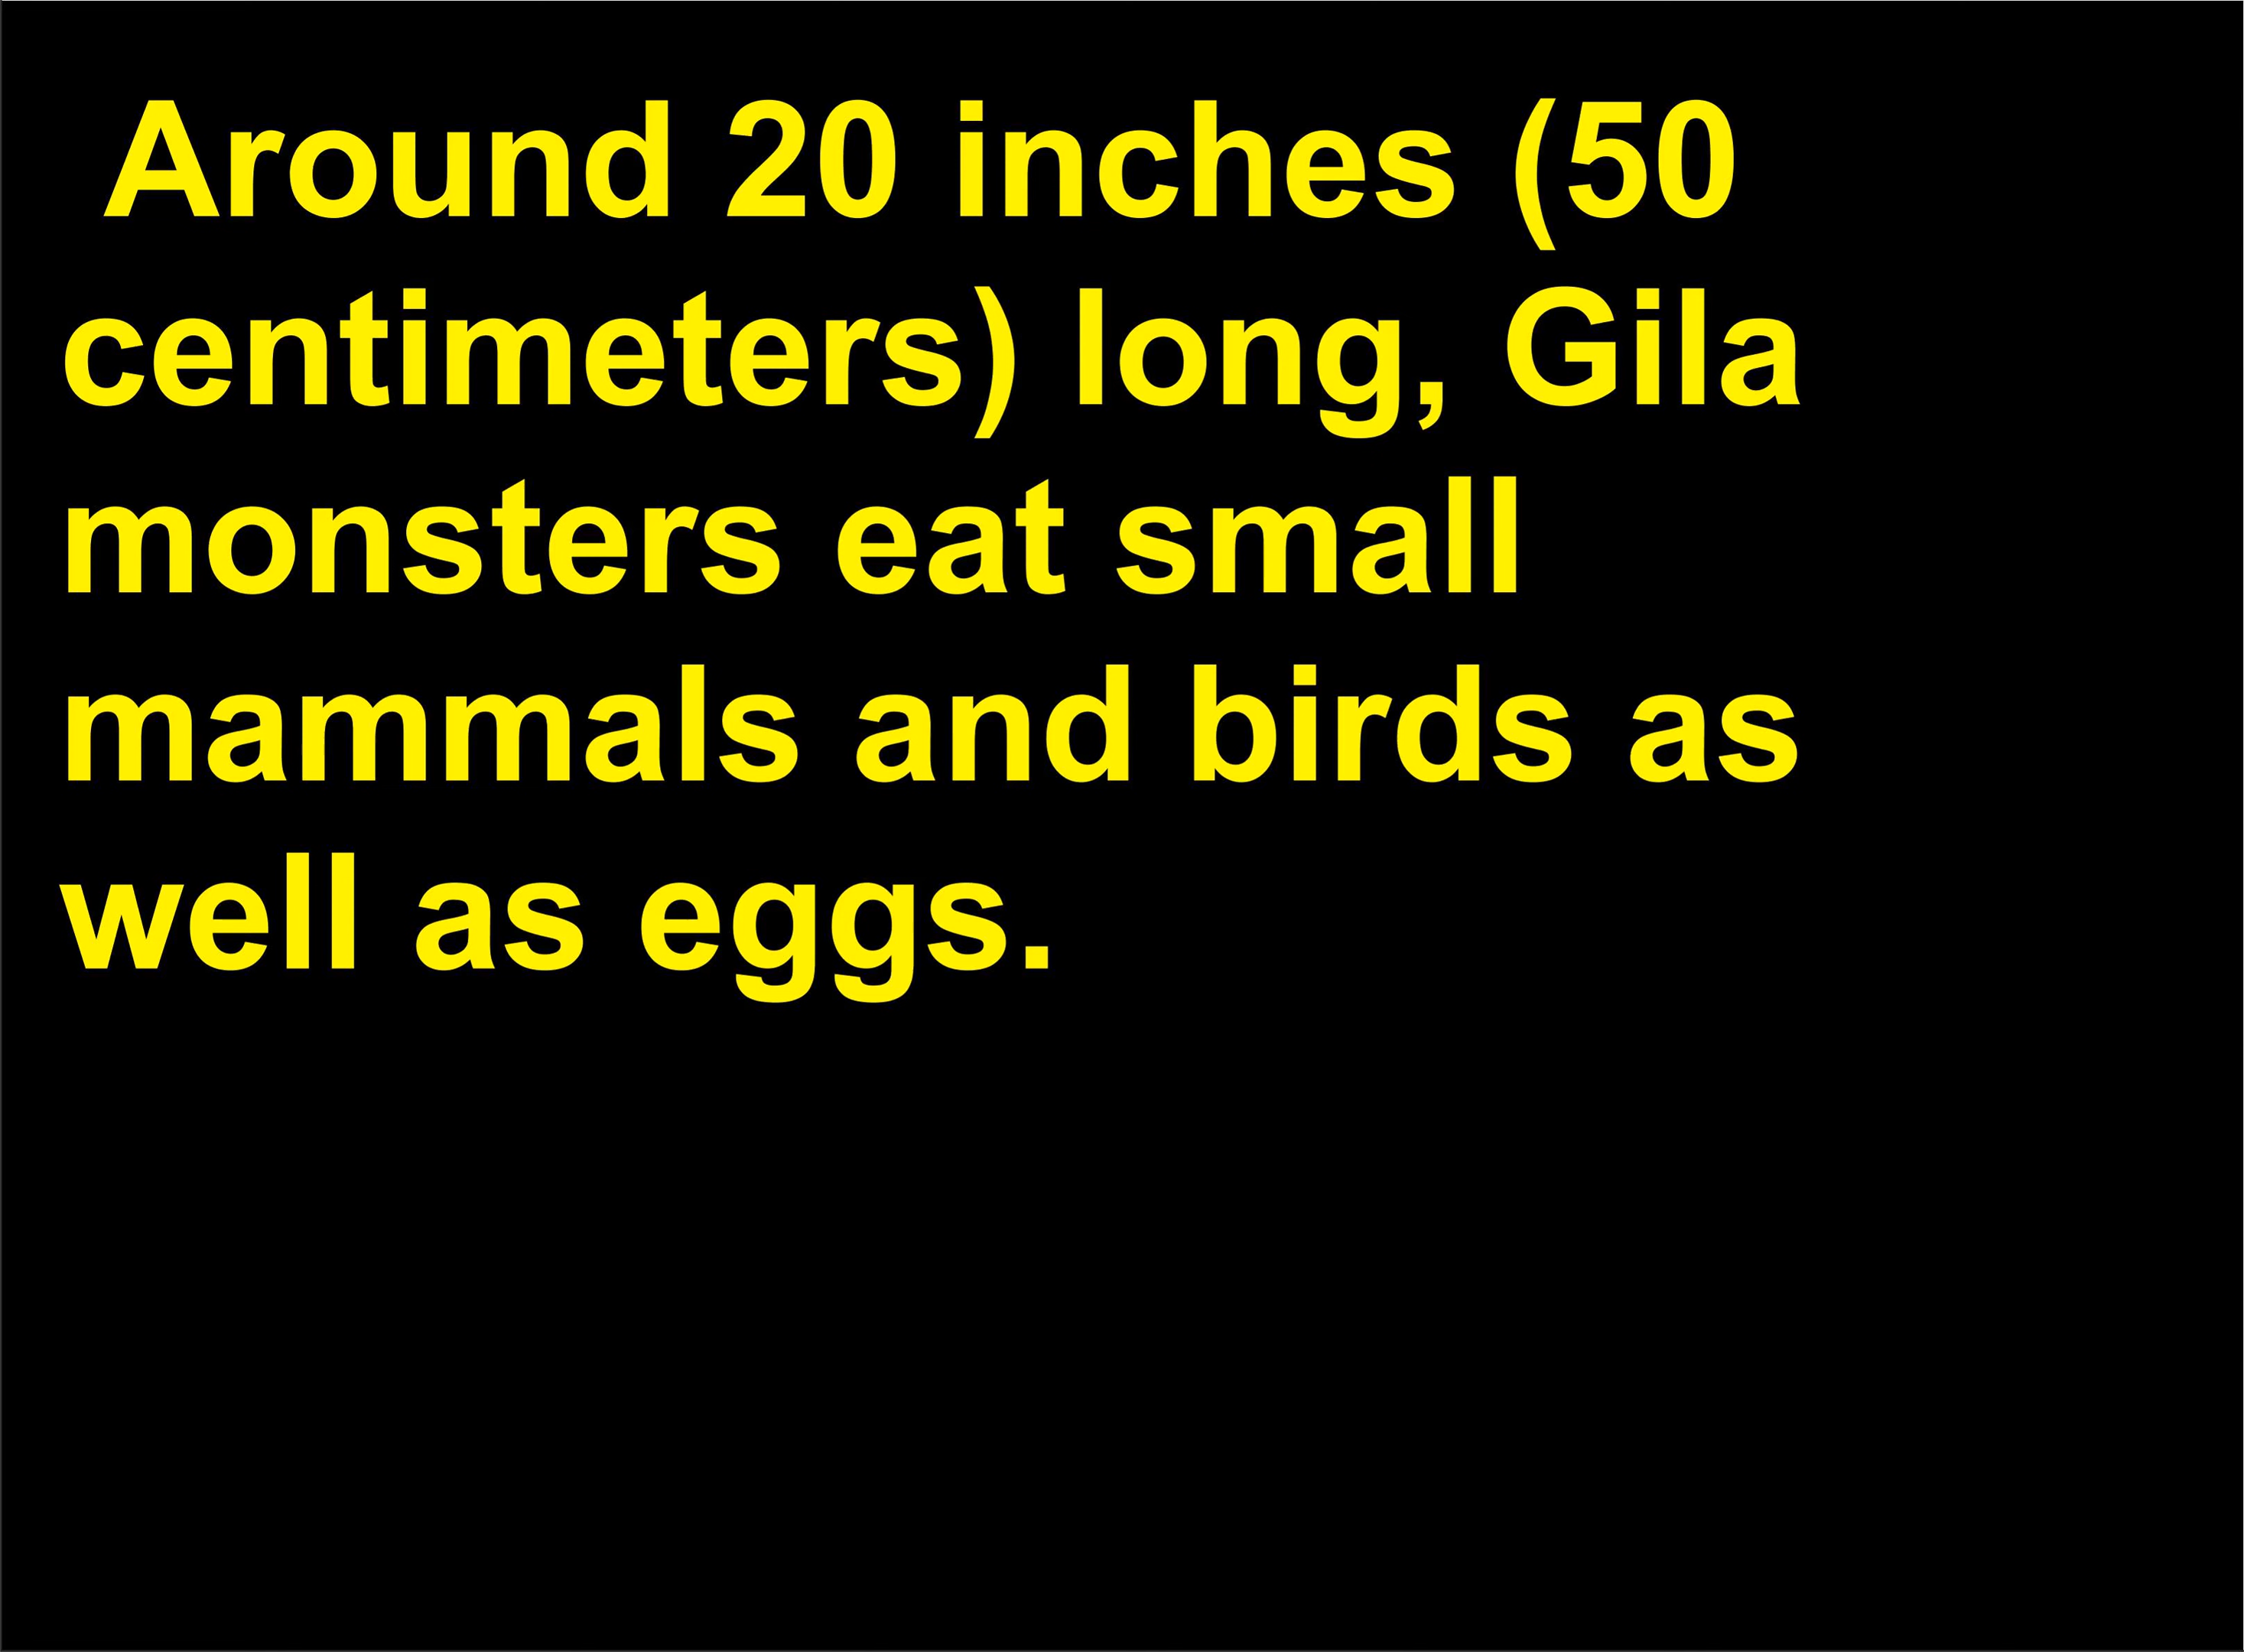 Around 20 inches (50
centimeters) long, Gila
monsters eat small
mammals and birds as
well as eggs.